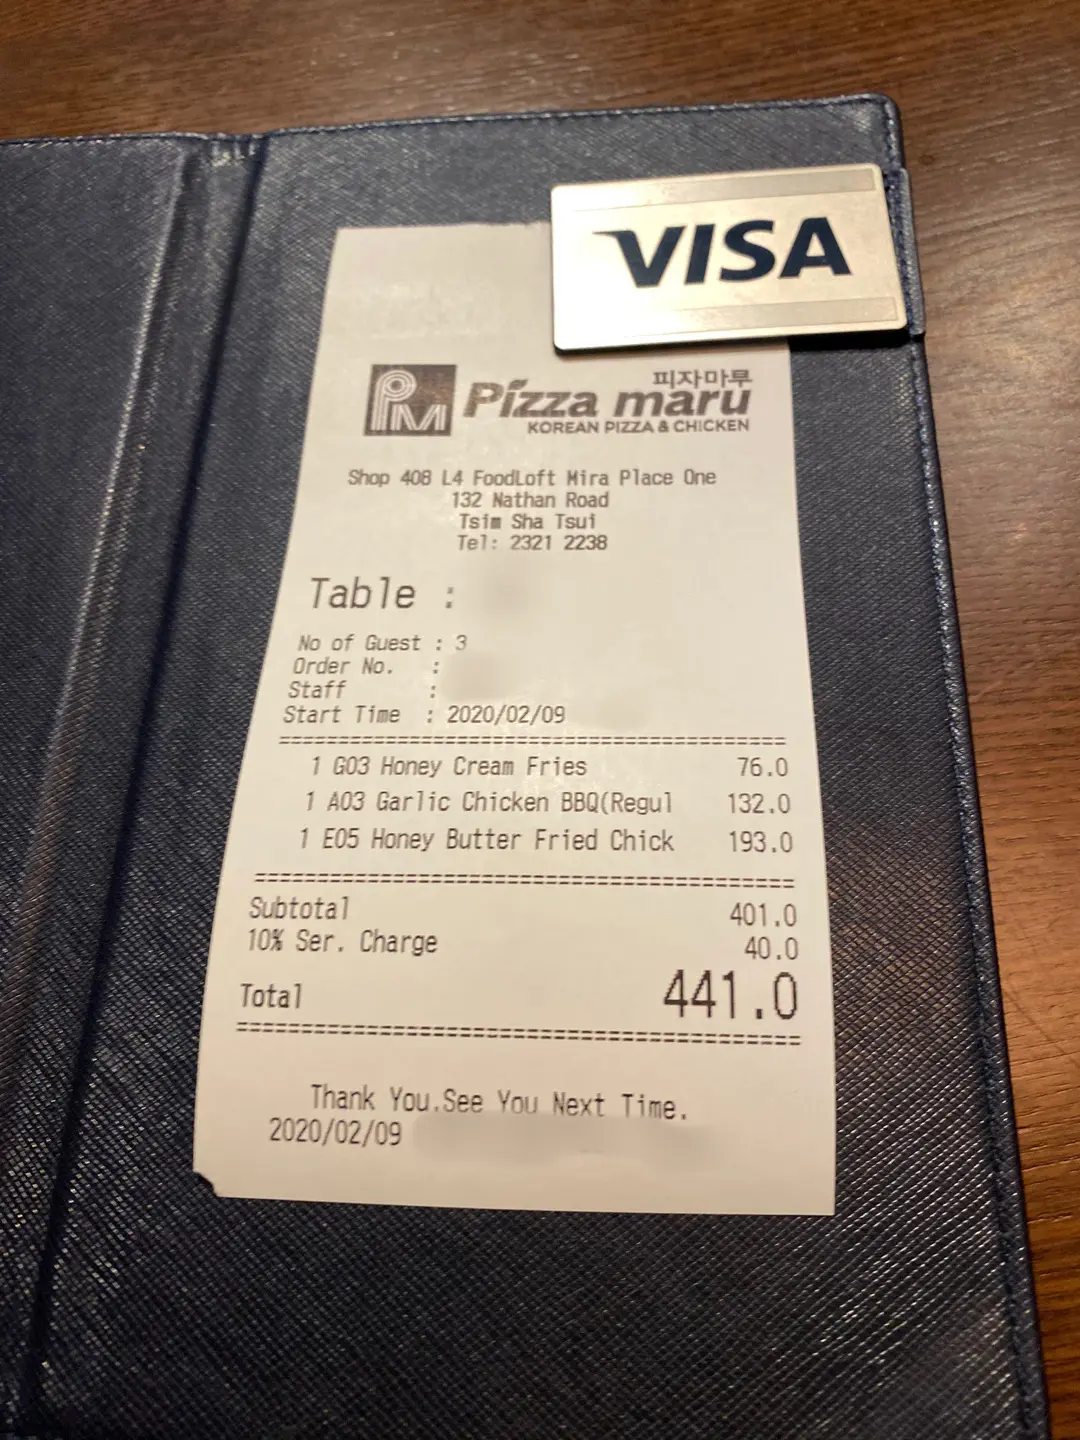 VISA
피자마루
PM Pizza maru
KOREAN PIZZA & CHICKEN
Shop 408 L4 FoodLoft Mira Place One
132 Nathan Road
Tsim Sha Tsui
Tel: 2321 2238
Table :
No of Guest : 3
Order No. :
Staff :
Start Time : 2020/02/09
1 G03 Honey Cream Fries 76.0
1 A03 Garlic Chicken BBQ(Regul 132.0
1 E05 Honey Butter Fried Chick 193.0
Subtotal 401.0
10% Ser. Charge 40.0
Total 441.0
Thank You.See You Next Time.
2020/02/09